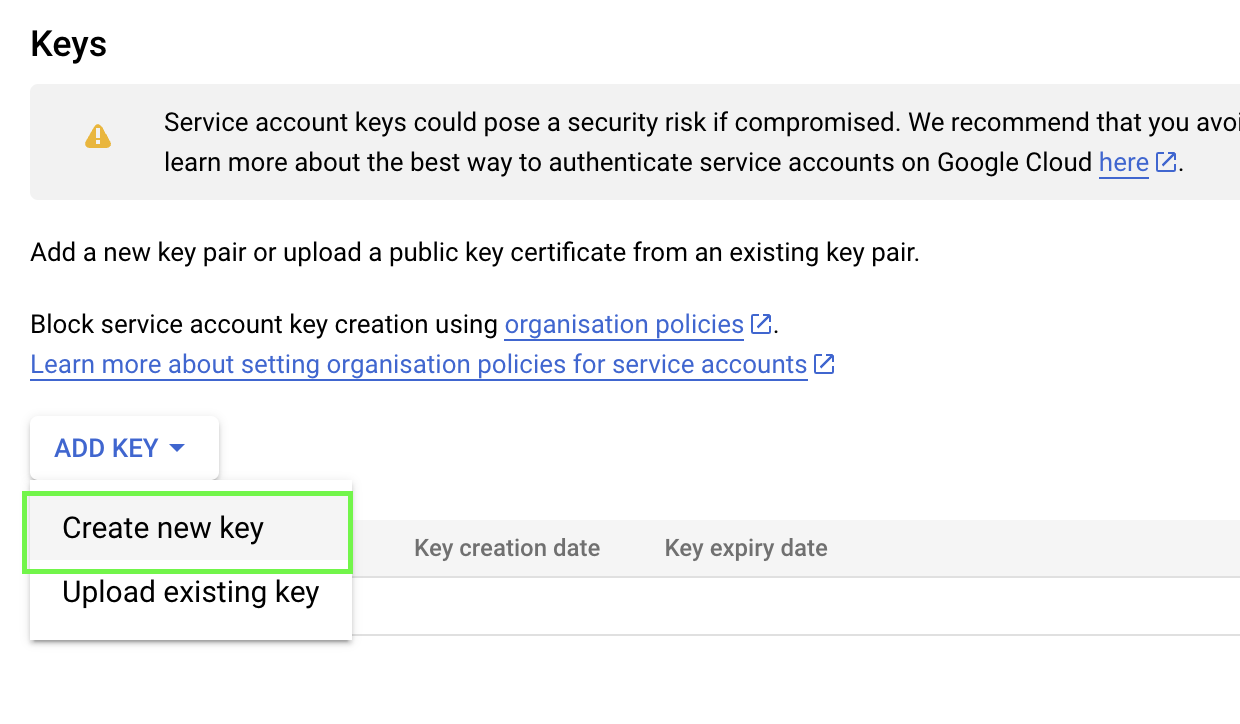 Keys
Service account keys could pose a security risk if compromised. We recommend that you avoi
learn more about the best way to authenticate service accounts on Google Cloud here.
Add a new key pair or upload a public key certificate from an existing key pair.
Block service account key creation using organisation policies.
Learn more about setting organisation policies for service accounts
ADD KEY
Create new key
Key creation date Key expiry date
Upload existing key